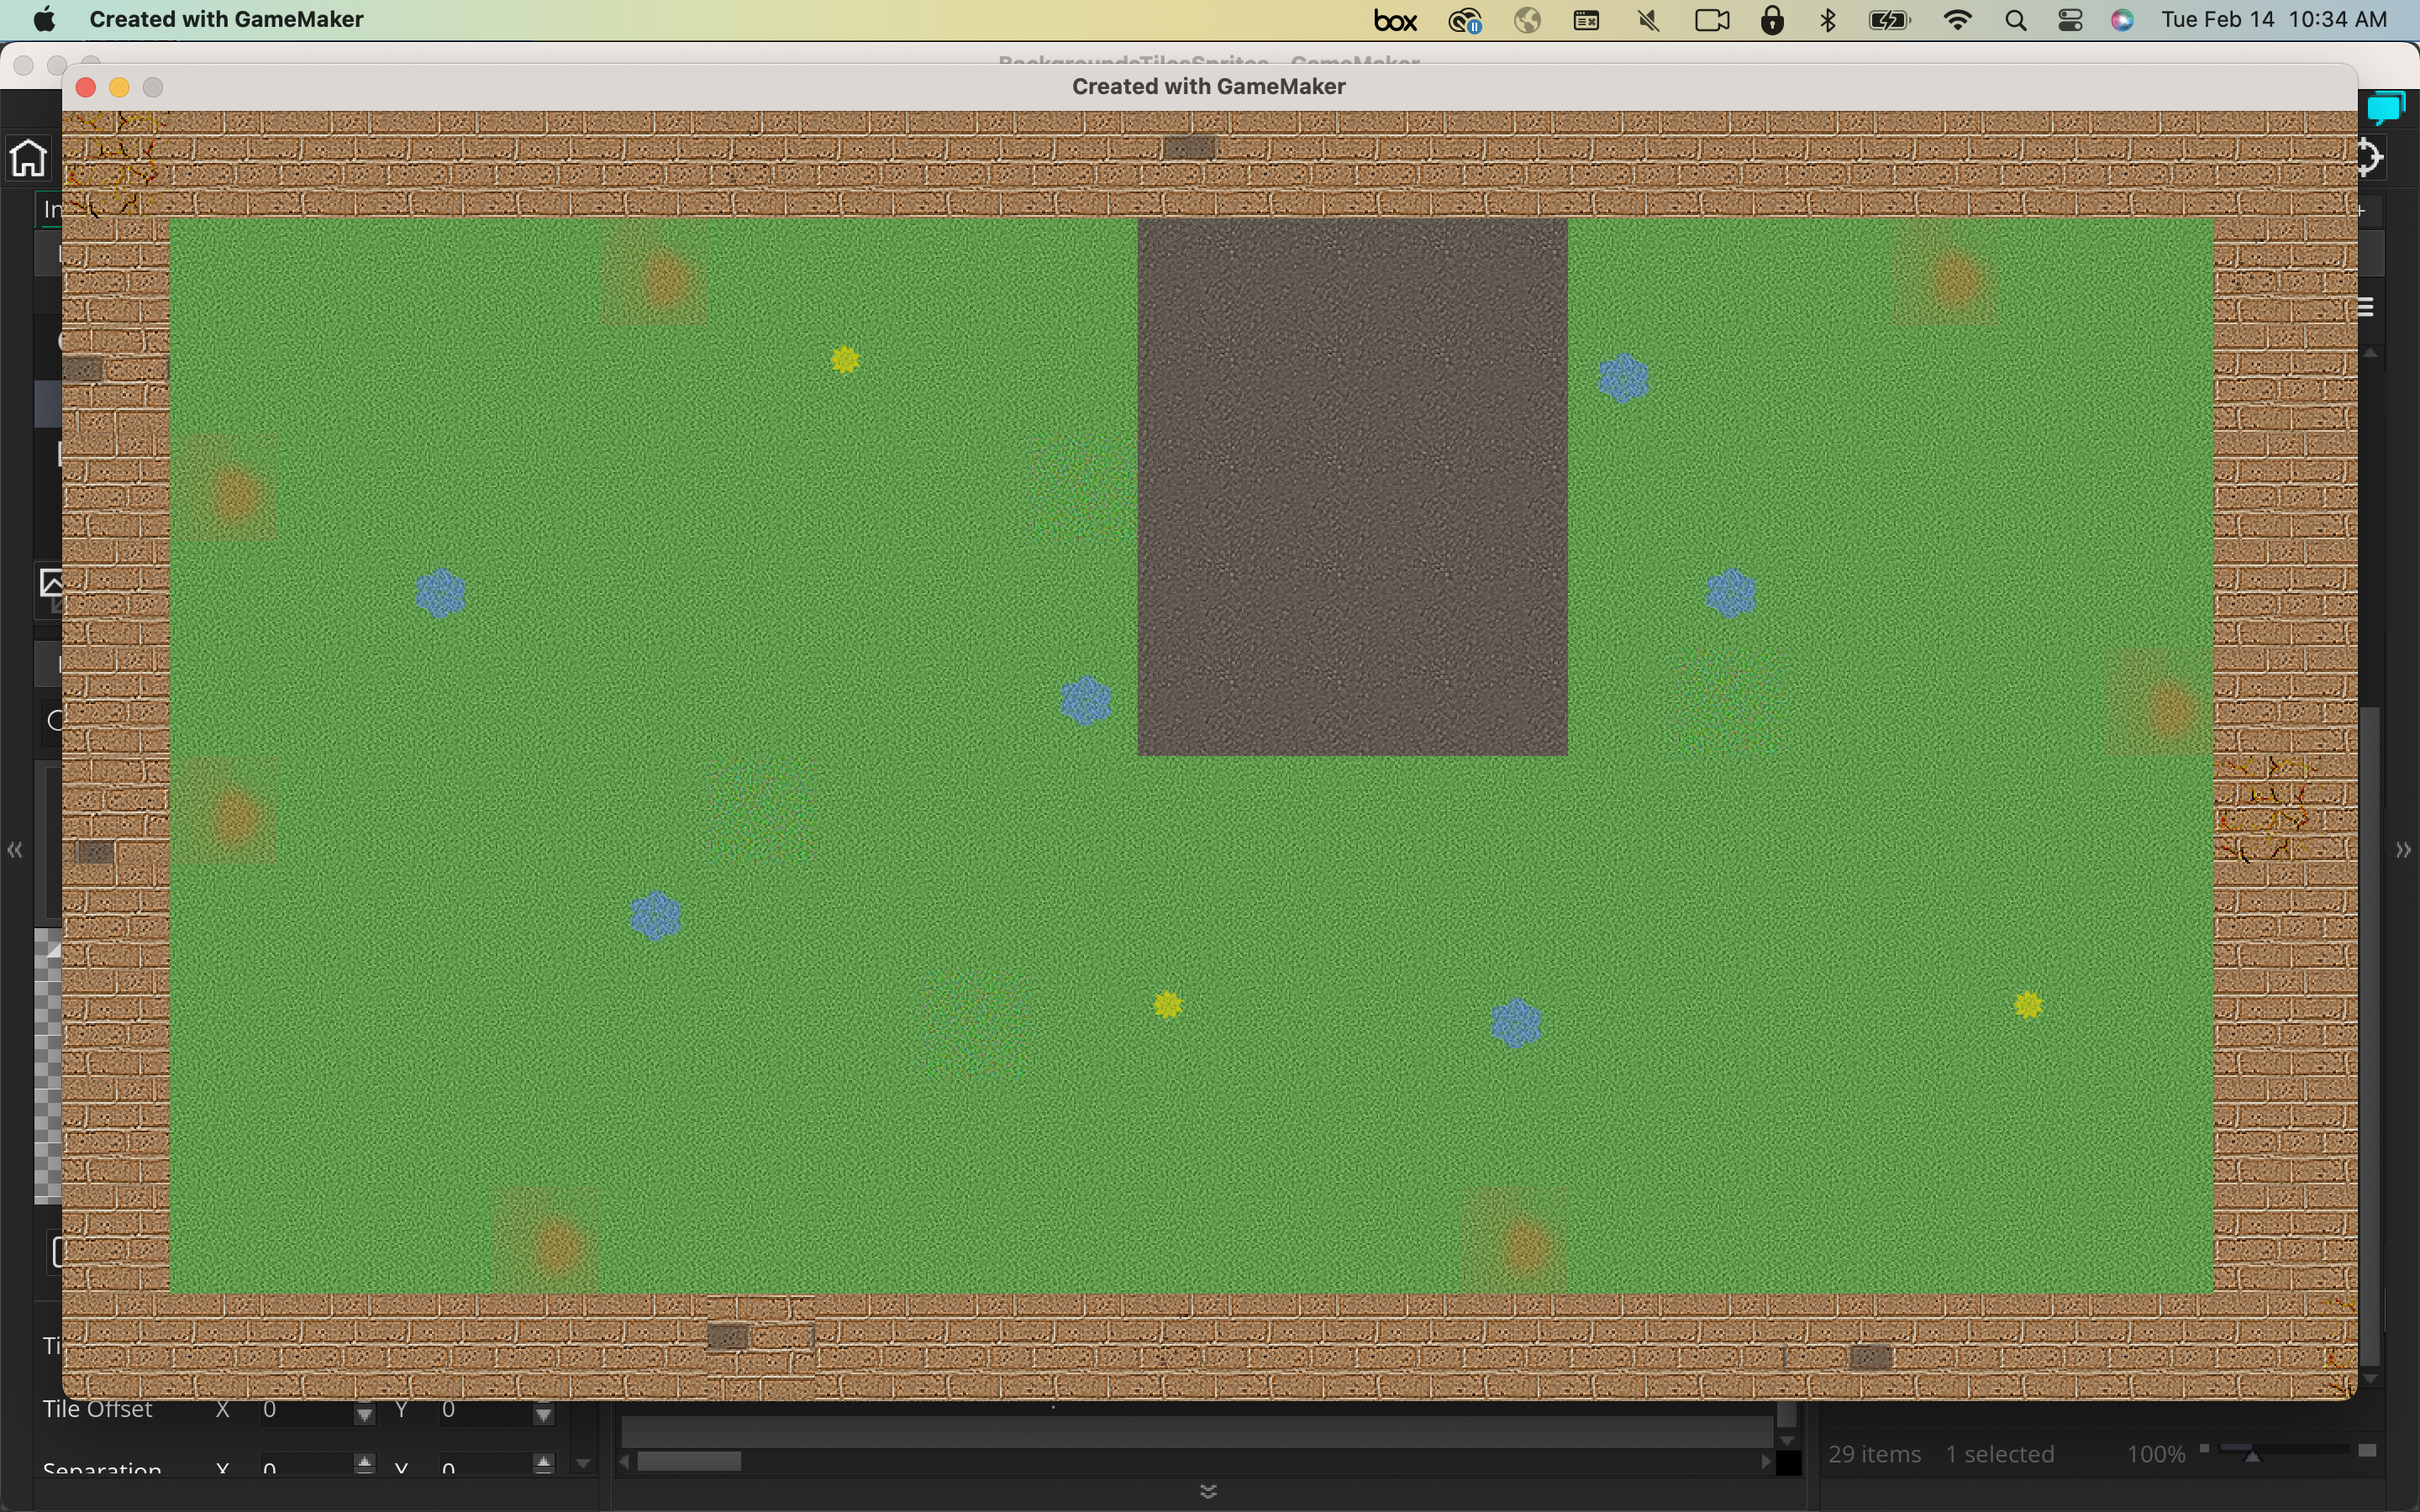 Created with GameMaker
box
Tue Feb 14 10:34 AM
BackgroundsTilesSprites - GameMaker
Created with GameMaker
In
Ti
Tile Offset X 0 Y 0
Separation X 0 Y 0
29 items 1 selected 100%